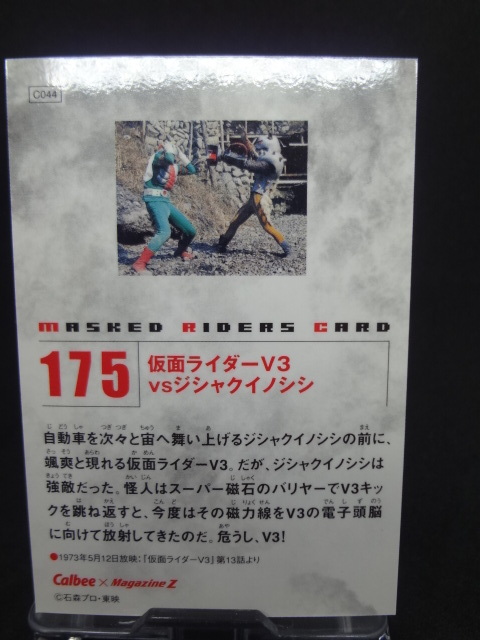 C044
MASKED RIDERS CARD
175
仮面ライダーV3
vsジシャクイノシシ
自動車を次々と宙へ舞い上げるジシャクイノシシの前に、
颯爽と現れる仮面ライダーV3。だが、ジシャクイノシシは
強敵だった。怪人はスーパー磁石のバリヤーでV3キッ
クを跳ね返すと、今度はその磁力線をV3の電子頭脳
に向けて放射してきたのだ。危うし、V3!
●1973年5月12日放映:「仮面ライダーV3」第13話より
Calbee×Magazine Z
©石森プロ・東映